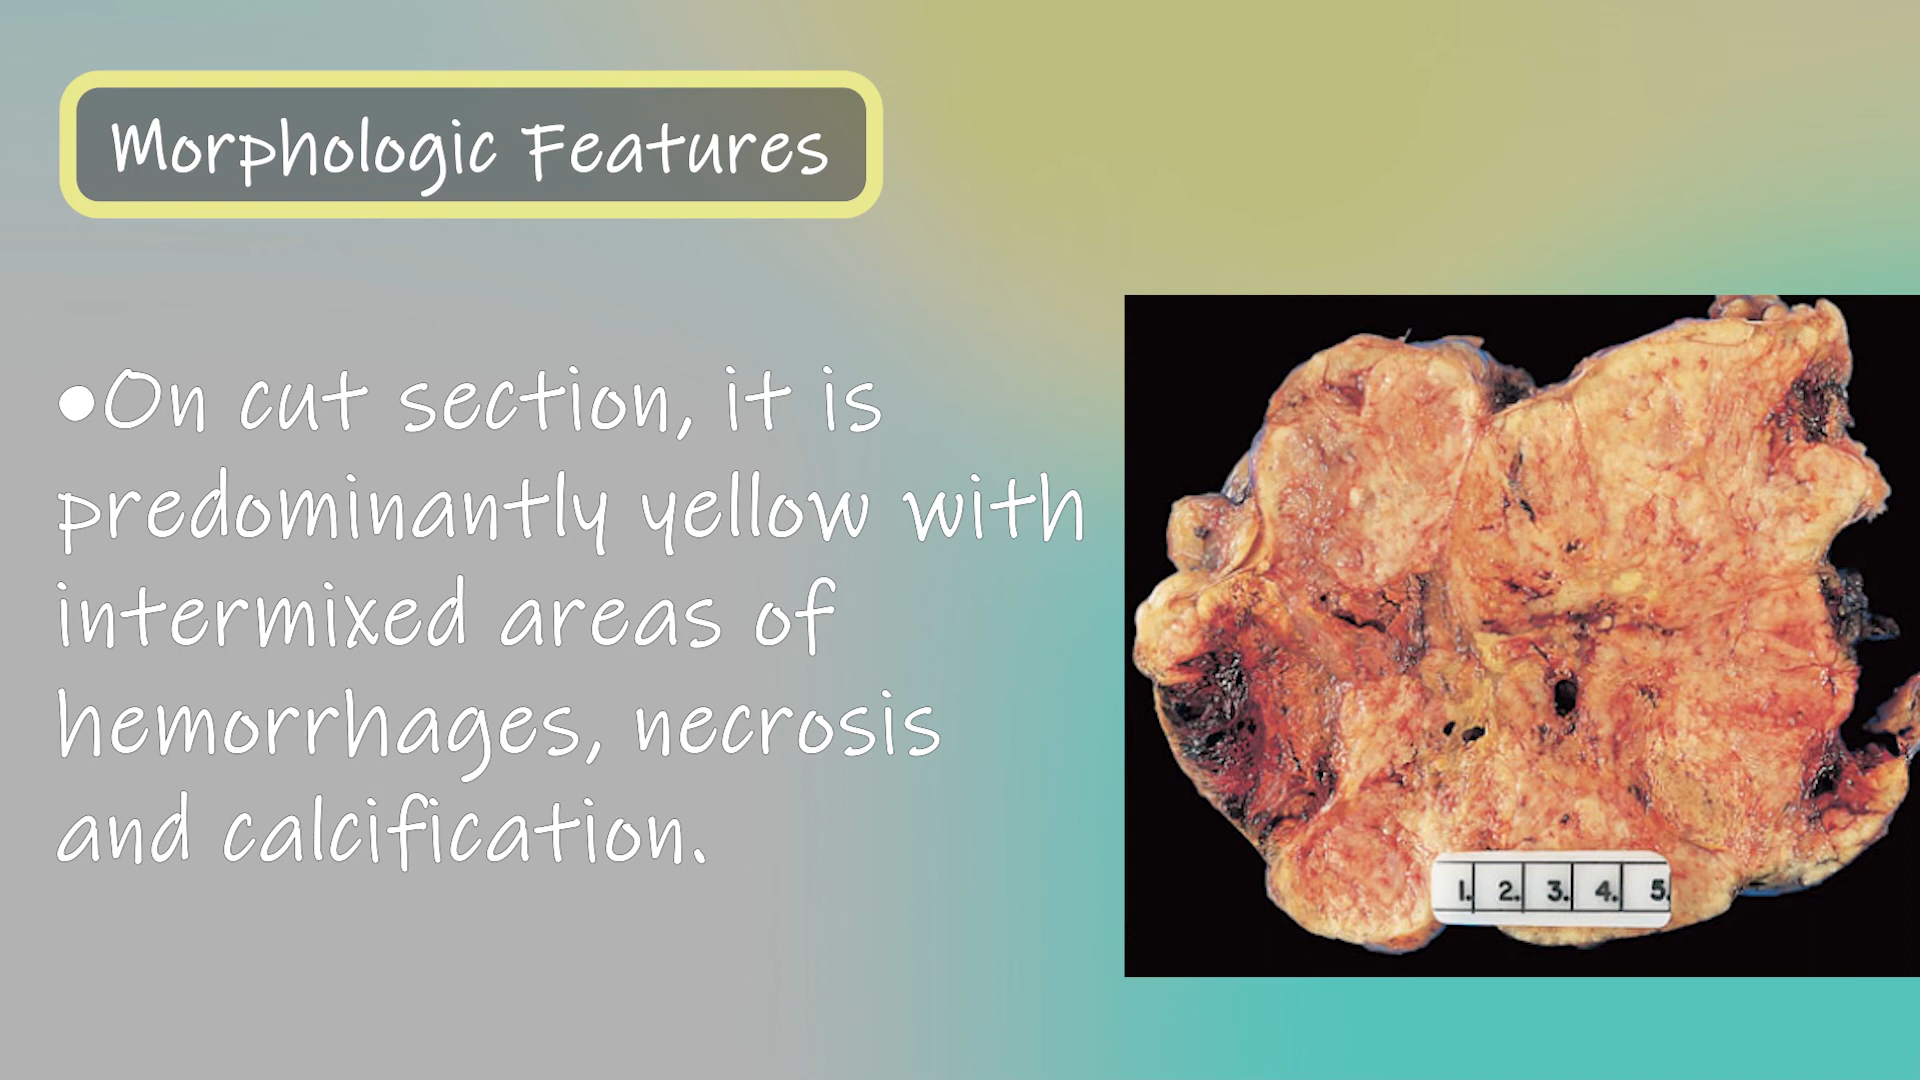 Morphologic Features
•On cut section, it is
predominantly yellow with
intermixed areas of
hemorrhages, necrosis
and calcification.
1. 2. 3. 4. 5.